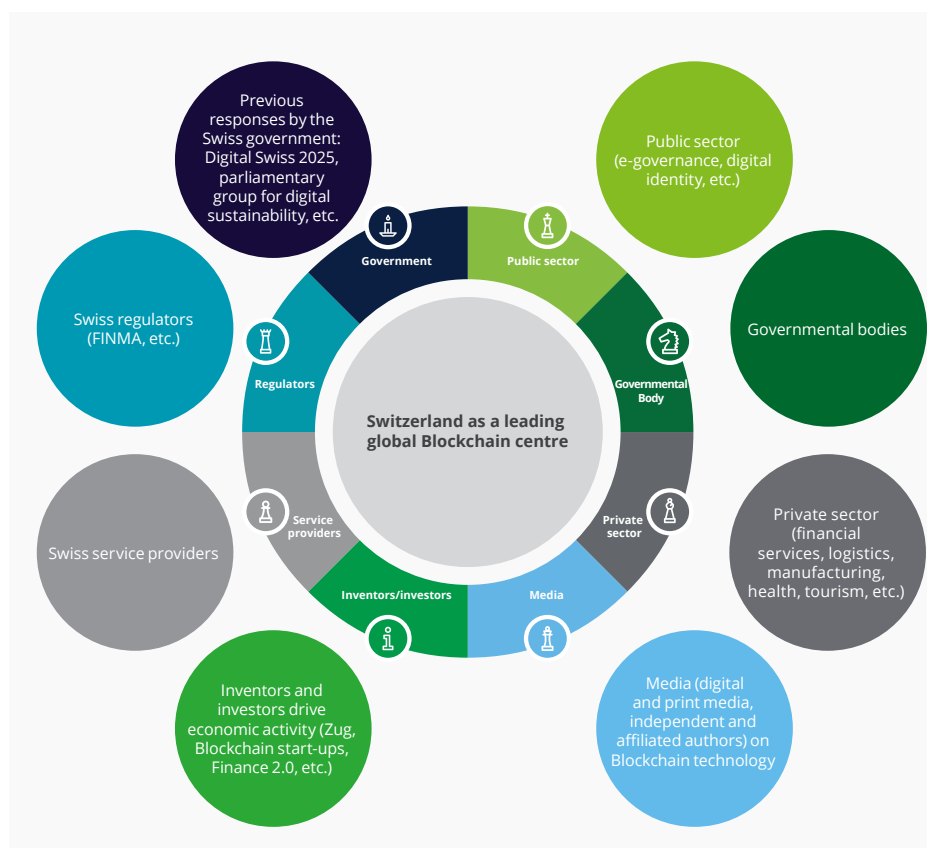 Previous
responses by the
Swiss government:
Digital Swiss 2025,
parliamentary
group for digital
sustainability, etc.
Public sector
(e-governance, digital
identity, etc.)
Government
Public sector
Swiss regulators
(FINMA, etc.)
Governmental bodies
Regulators
Governmental
Body
Switzerland as a leading
global Blockchain centre
Service
providers
Private
sector
Swiss service providers
Private sector
(financial
services, logistics,
manufacturing,
health, tourism, etc.)
Inventors/investors
Media
Inventors and
investors drive
economic activity (Zug,
Blockchain start-ups,
Finance 2.0, etc.)
Media (digital
and print media,
independent and
affiliated authors) on
Blockchain technology